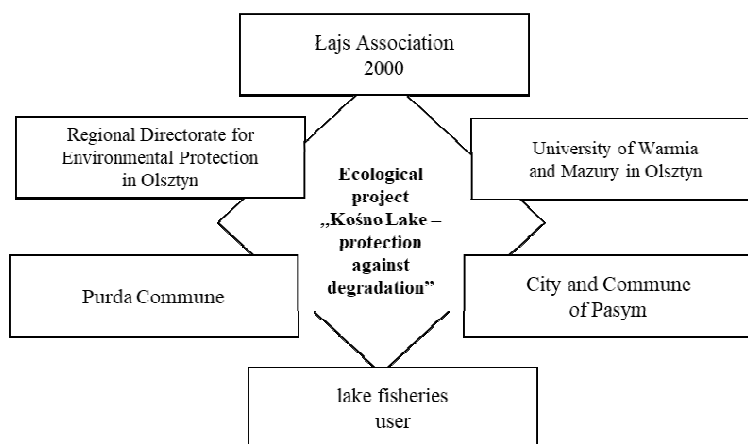 Łajs Association
2000
Regional Directorate for
Environmental Protection
in Olsztyn
University of Warmia
and Mazury in Olsztyn
Ecological
project
„Kośno Lake –
protection
against
degradation”
Purda Commune
City and Commune
of Pasym
lake fisheries
user